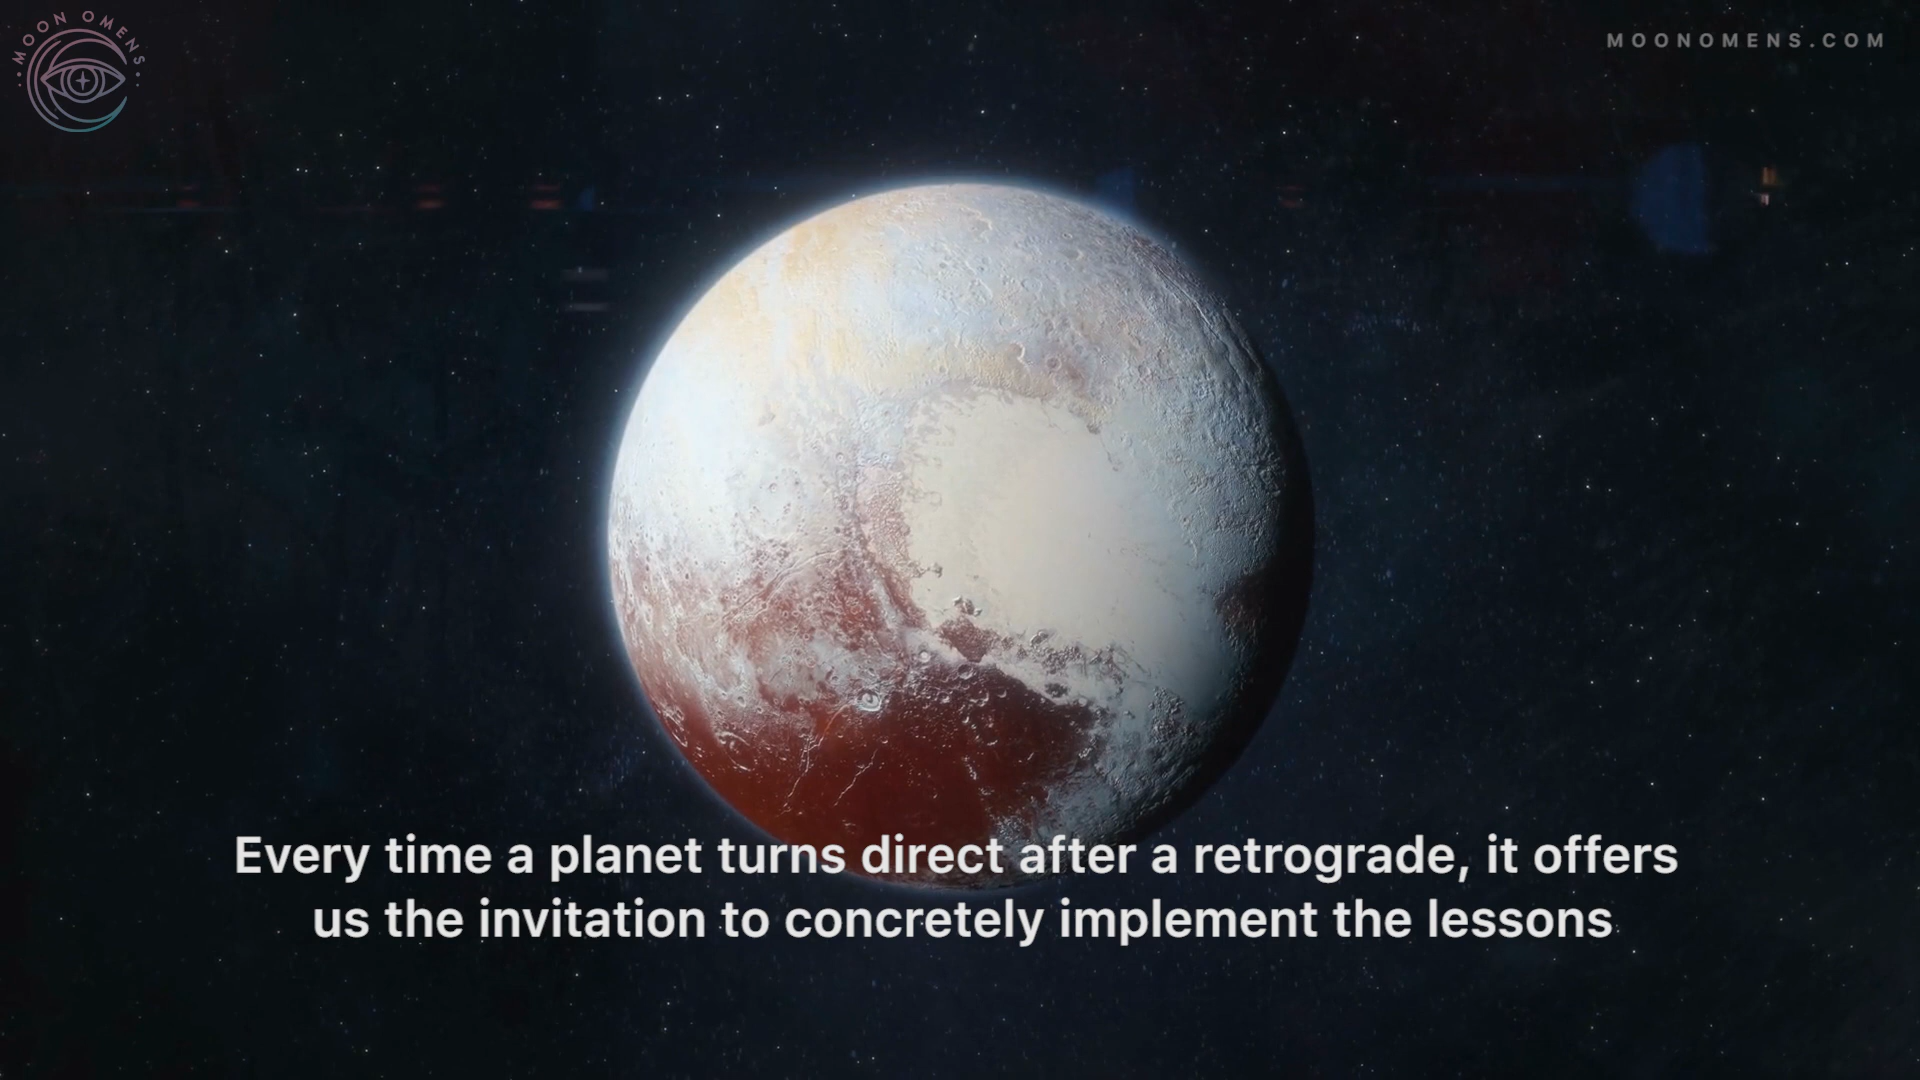 MOON OMENS
MOONOMENS.COM
Every time a planet turns direct after a retrograde, it offers
us the invitation to concretely implement the lessons